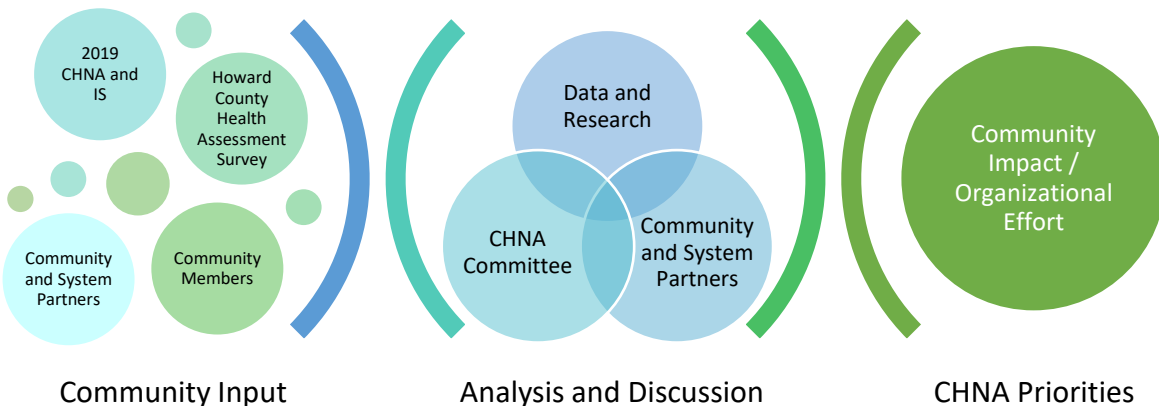 2019
CHNA and
IS
Howard
County
Health
Assessment
Survey
Community
and System
Partners
Community
Members
Community Input
Data and
Research
CHNA
Committee
Community
and System
Partners
Analysis and Discussion
Community
Impact /
Organizational
Effort
CHNA Priorities